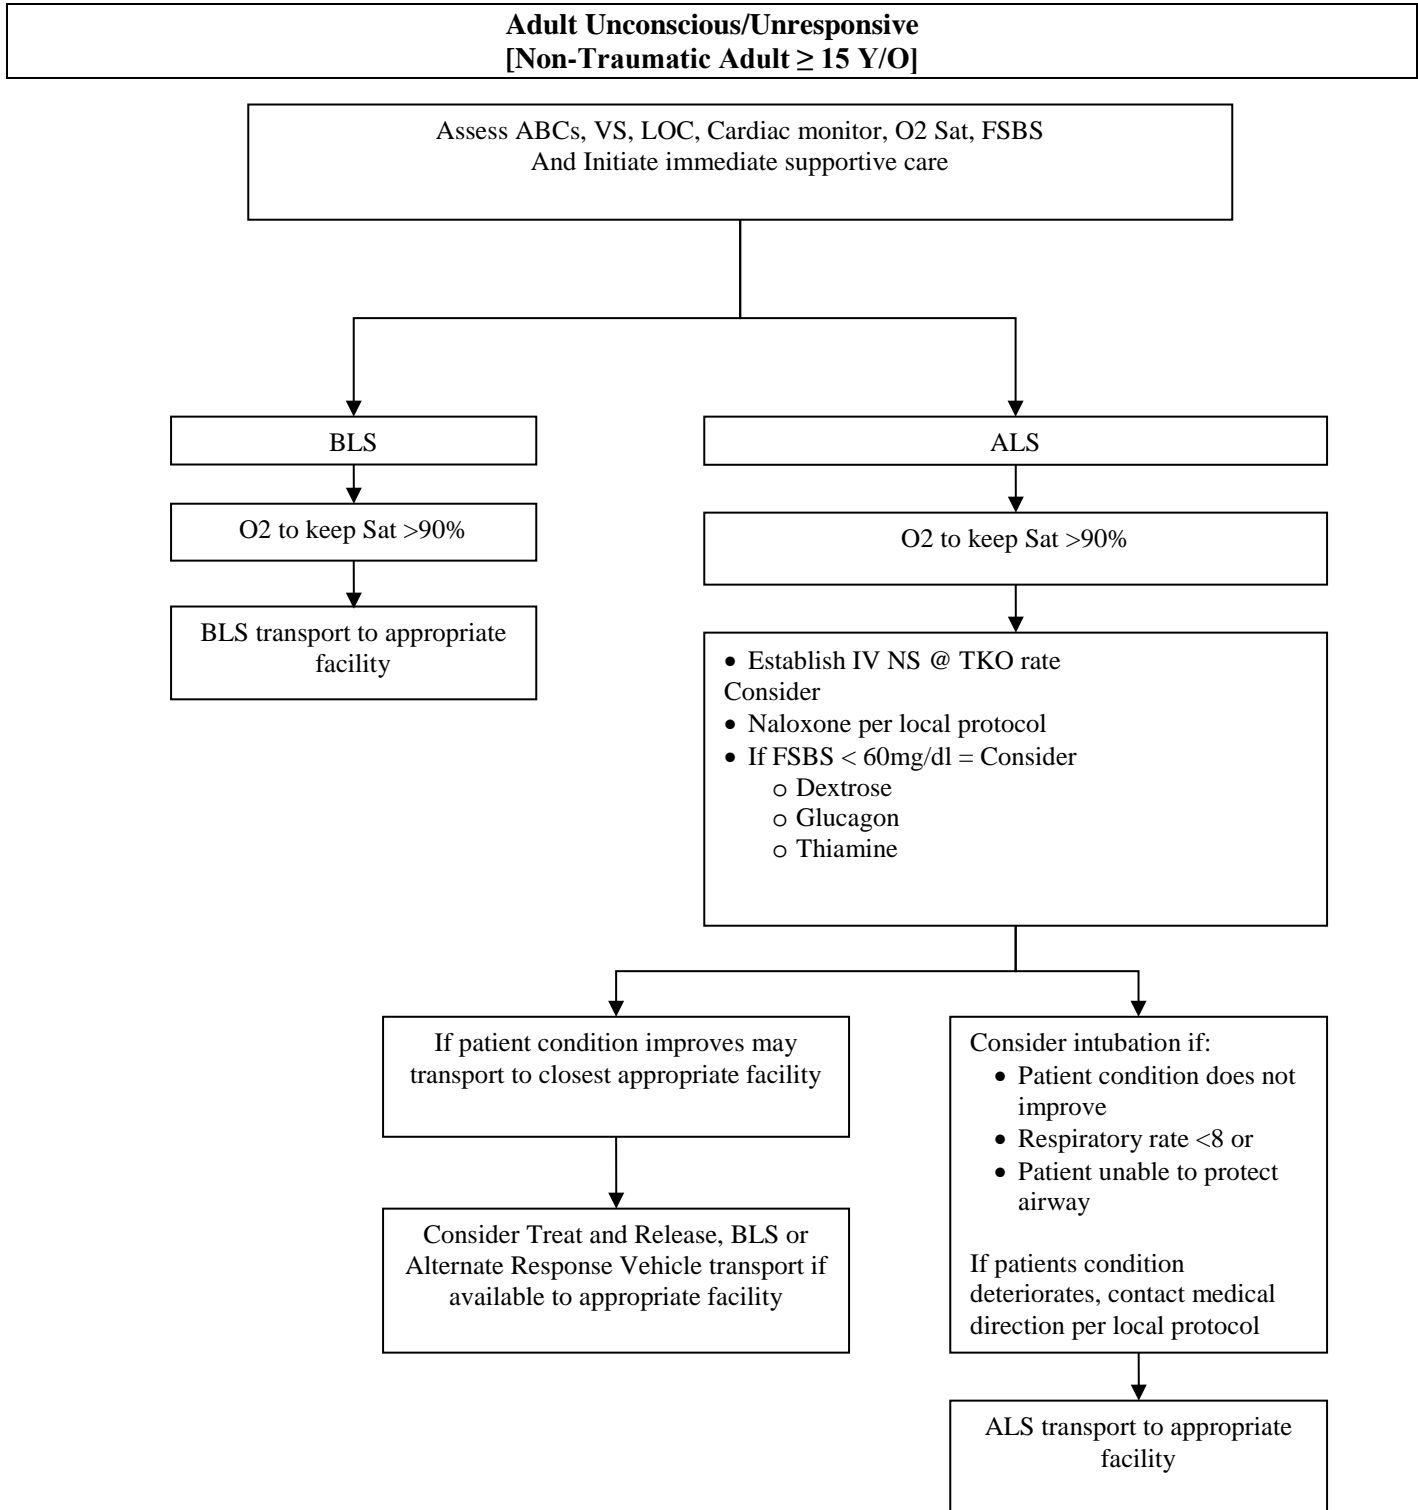 Adult Unconscious/Unresponsive
[Non-Traumatic Adult ≥ 15 Y/O]
Assess ABCs, VS, LOC, Cardiac monitor, O2 Sat, FSBS
And Initiate immediate supportive care
BLS
O2 to keep Sat >90%
BLS transport to appropriate
facility
ALS
O2 to keep Sat >90%
• Establish IV NS @ TKO rate
Consider
• Naloxone per local protocol
• If FSBS < 60mg/dl = Consider
o Dextrose
o Glucagon
o Thiamine
If patient condition improves may
transport to closest appropriate facility
Consider Treat and Release, BLS or
Alternate Response Vehicle transport if
available to appropriate facility
Consider intubation if:
• Patient condition does not
improve
• Respiratory rate <8 or
• Patient unable to protect
airway
If patients condition
deteriorates, contact medical
direction per local protocol
ALS transport to appropriate
facility